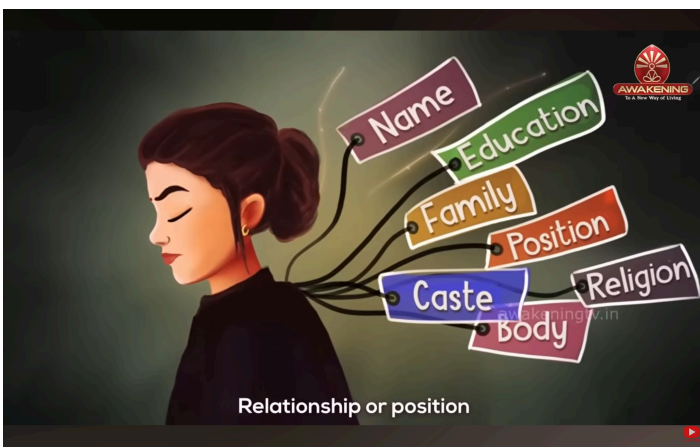 AWAKENING
To A New Way of Living
Name
Education
Family
Position
Religion
Caste
awakeningtv.in
Body
Relationship or position